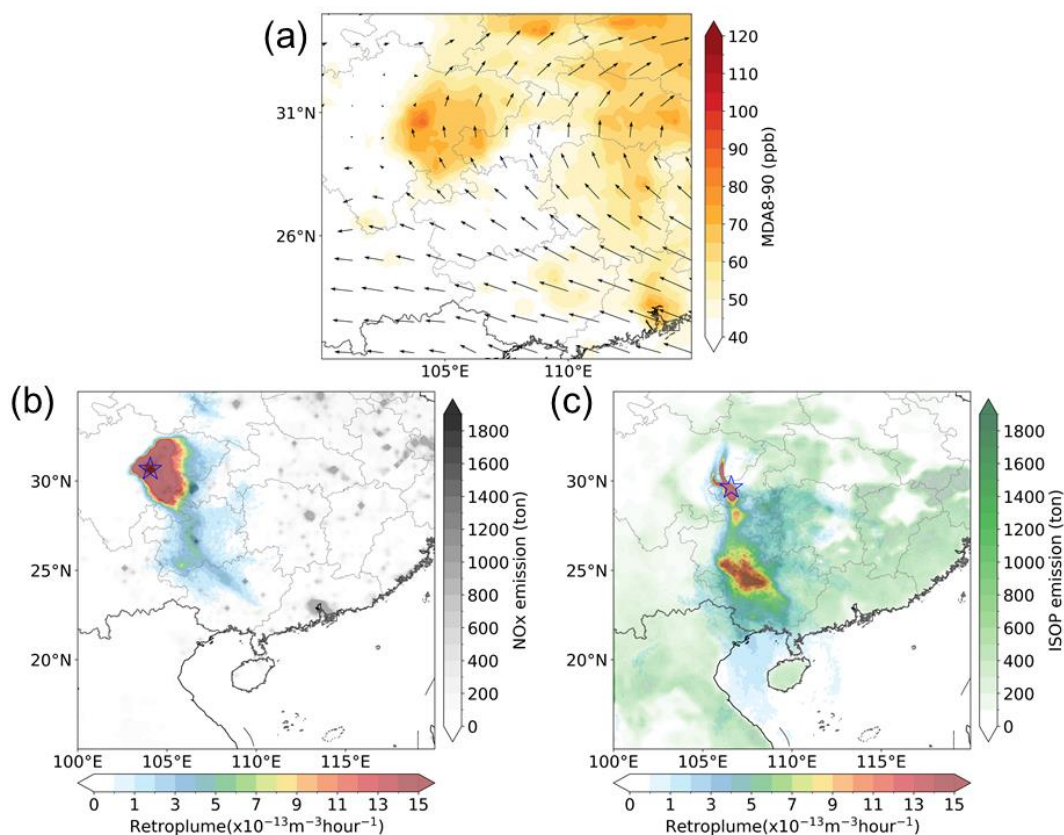 (a)
31°N
26°N
105°E 110°E
120
110
100
90
80
70
60
50
40
MDA8-90 (ppb)
(b)
30°N
25°N
20°N
100°E 105°E 110°E 115°E
1800
1600
1400
1200
1000
800
600
400
200
0
NOx emission (ton)
0 1 3 5 7 9 11 13 15
Retroplume(x10⁻¹³m⁻³hour⁻¹)
(c)
30°N
25°N
20°N
100°E 105°E 110°E 115°E
1800
1600
1400
1200
1000
800
600
400
200
0
ISOP emission (ton)
0 1 3 5 7 9 11 13 15
Retroplume(x10⁻¹³m⁻³hour⁻¹)